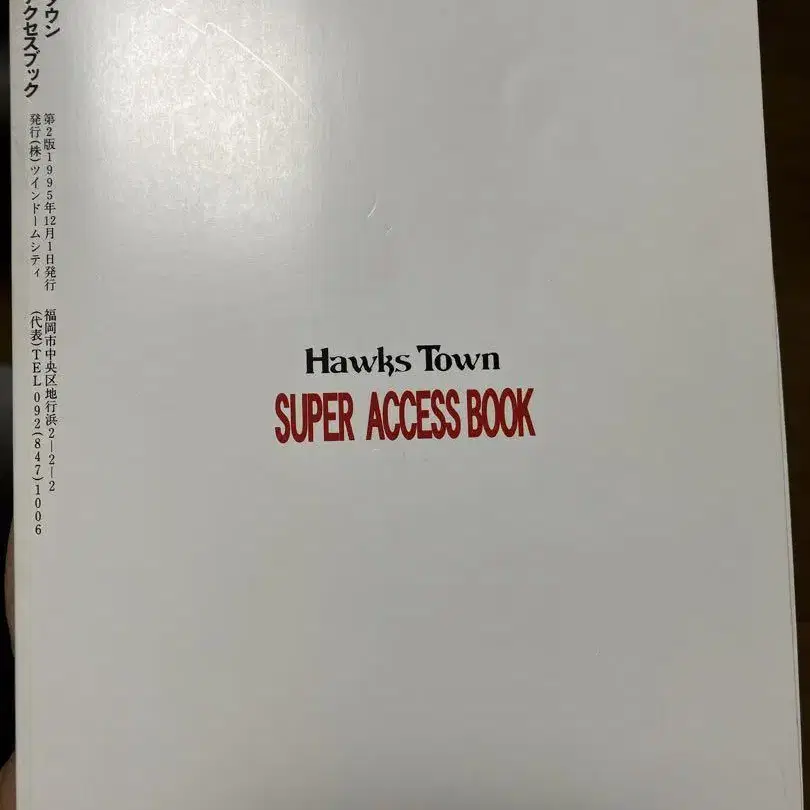 タウン
アクセスブック
第2版1995年12月1日発行 福岡市中央区地行浜2―2―2
発行(株)ツインドームシティ (代表)TEL092(847)1006
Hawks Town
SUPER ACCESS BOOK